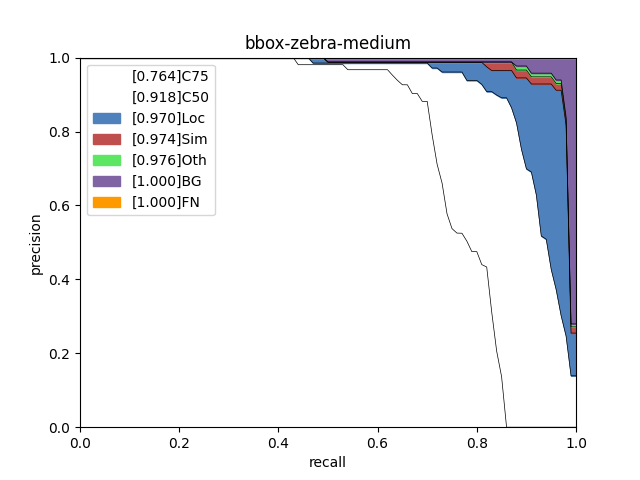 bbox-zebra-medium
1.0
0.8
0.6
0.4
0.2
0.0
precision
[0.764]C75
[0.918]C50
[0.970]Loc
[0.974]Sim
[0.976]Oth
[1.000]BG
[1.000]FN
0.0 0.2 0.4 0.6 0.8 1.0
recall